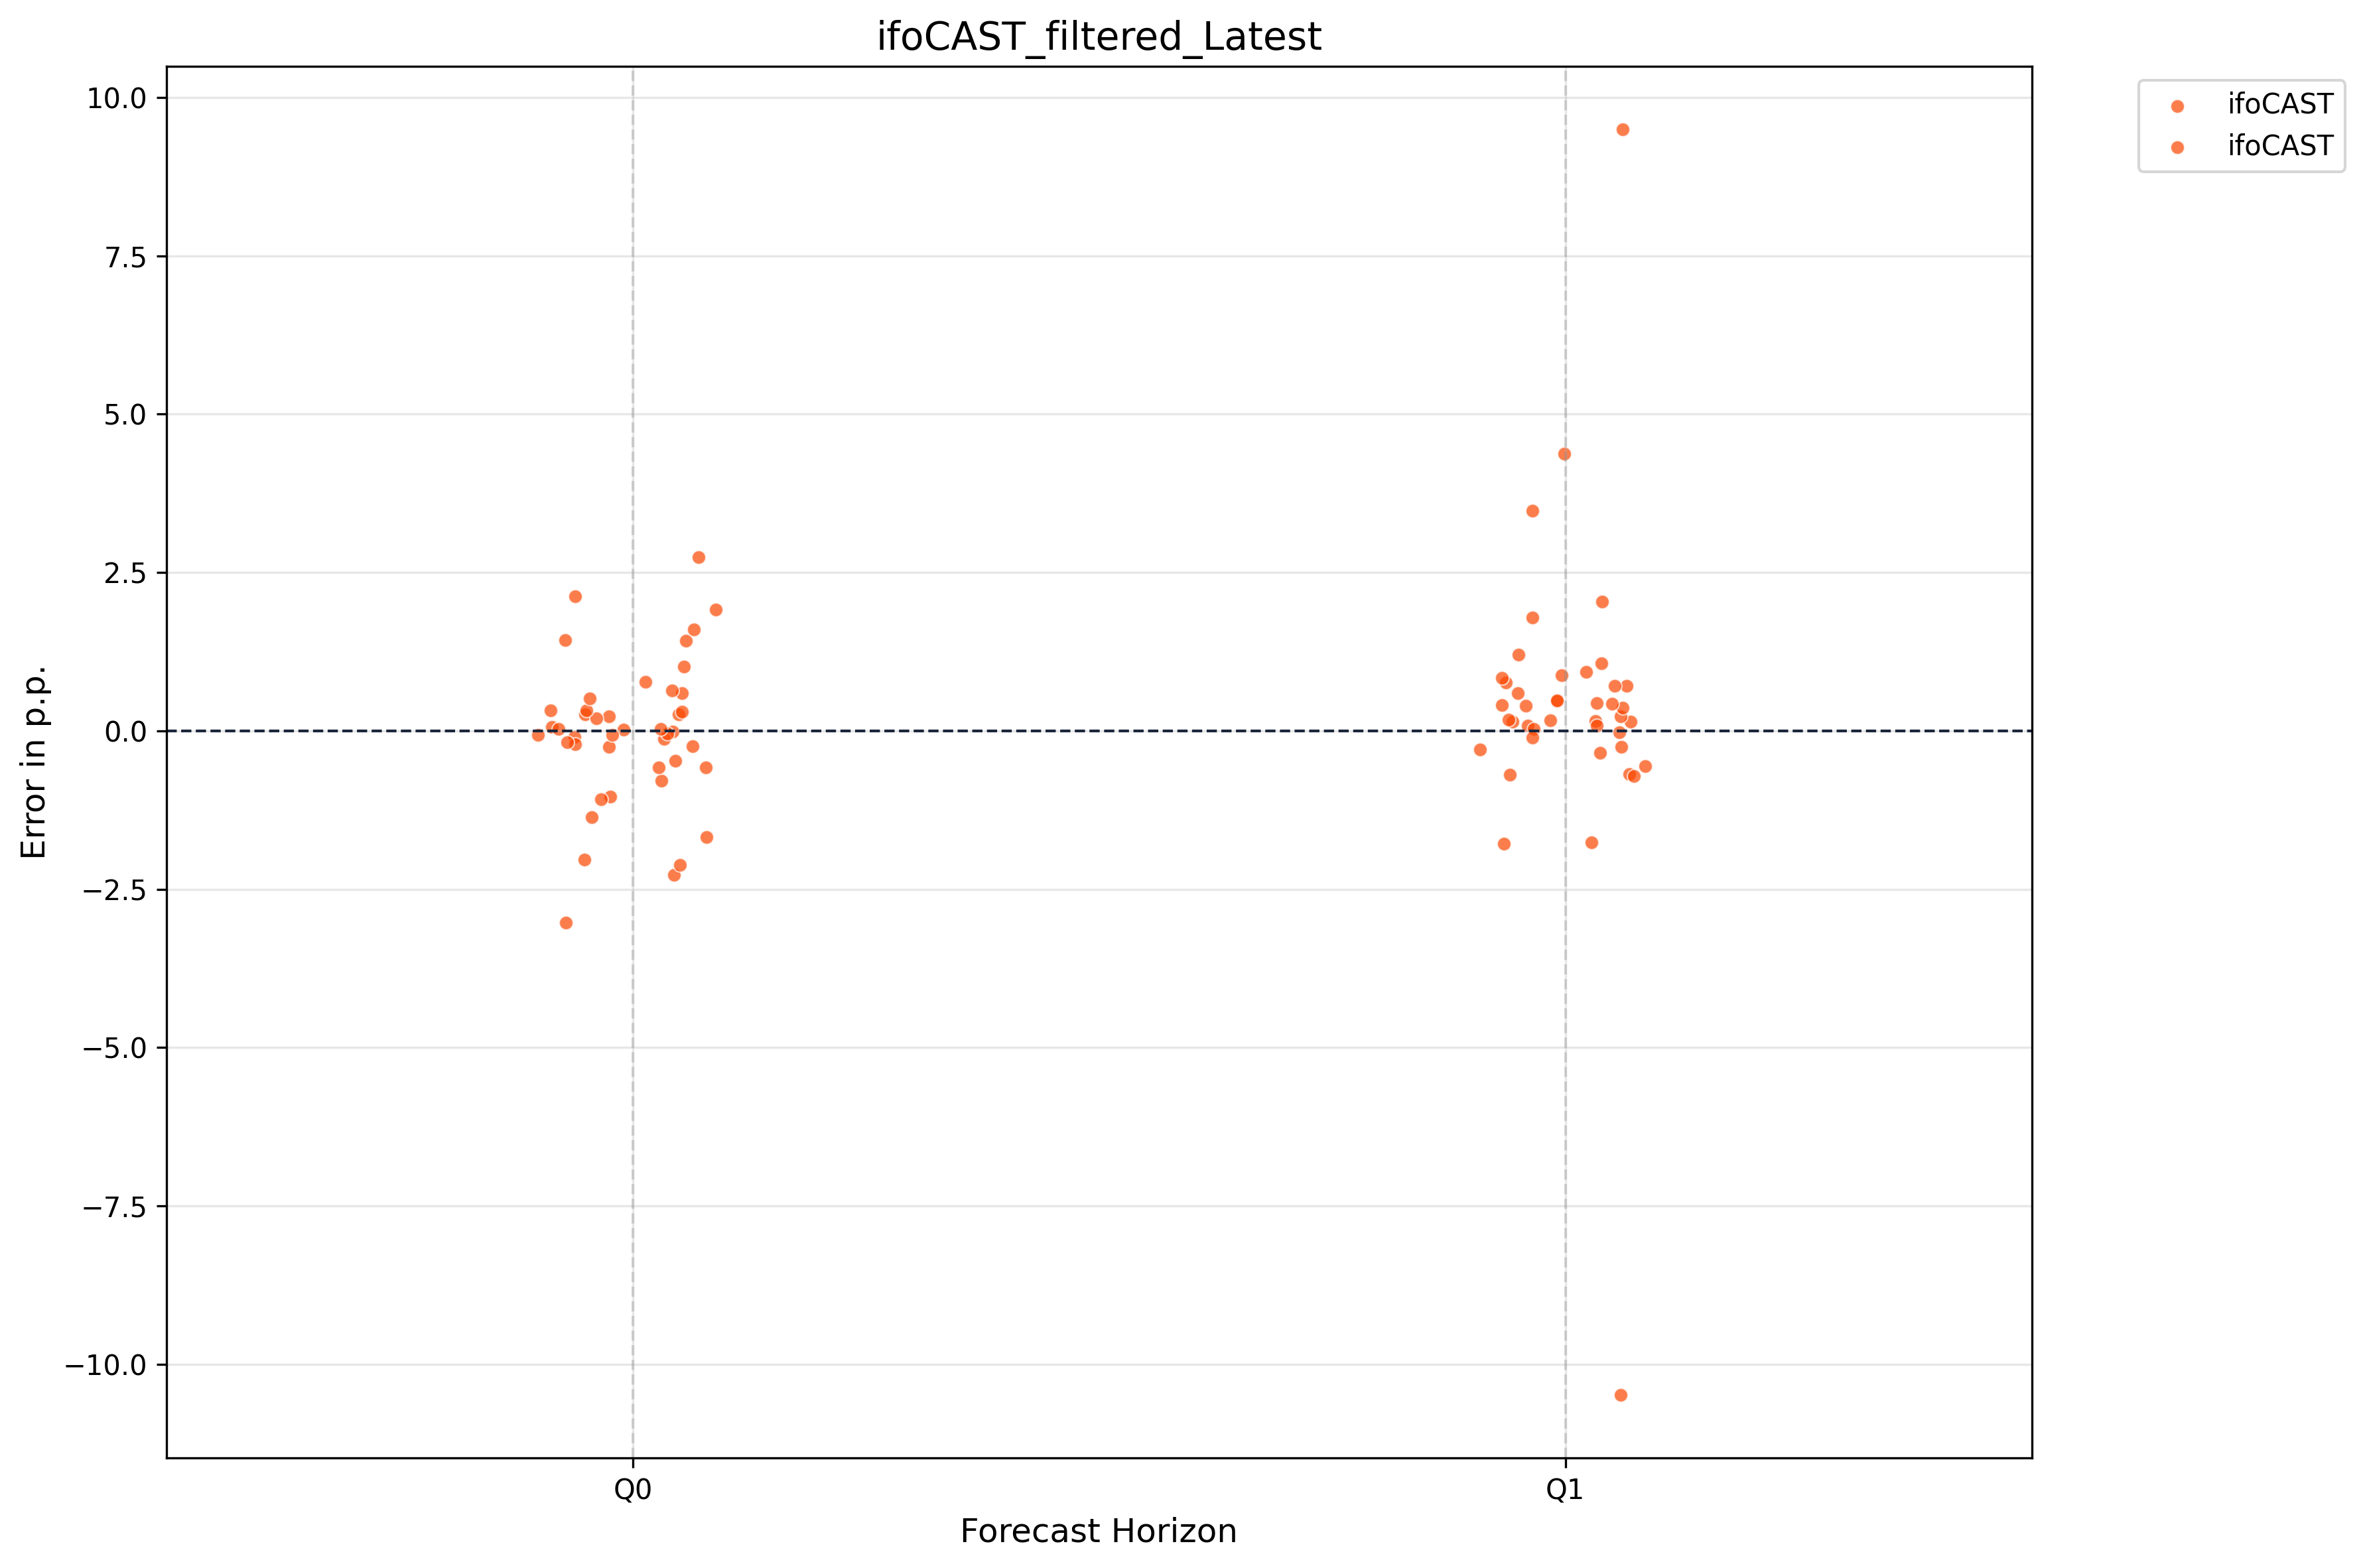 ifoCAST_filtered_Latest
ifoCAST
ifoCAST
10.0
7.5
5.0
2.5
0.0
−2.5
−5.0
−7.5
−10.0
Error in p.p.
Q0
Q1
Forecast Horizon